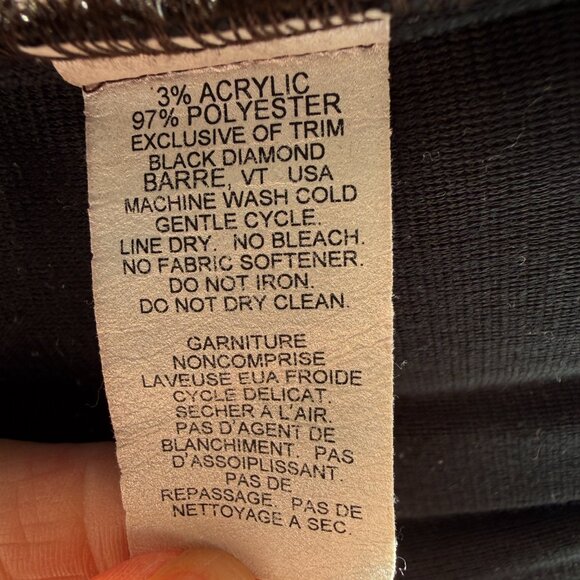 3% ACRYLIC
97% POLYESTER
EXCLUSIVE OF TRIM
BLACK DIAMOND
BARRE, VT USA
MACHINE WASH COLD
GENTLE CYCLE.
LINE DRY. NO BLEACH.
NO FABRIC SOFTENER.
DO NOT IRON.
DO NOT DRY CLEAN.
GARNITURE
NONCOMPRISE
LAVEUSE EUA FROIDE
CYCLE DELICAT.
SECHER À L'AIR.
PAS D'AGENT DE
BLANCHIMENT. PAS
D'ASSOIPLISSANT.
PAS DE
REPASSAGE. PAS DE
NETTOYAGE A SEC.